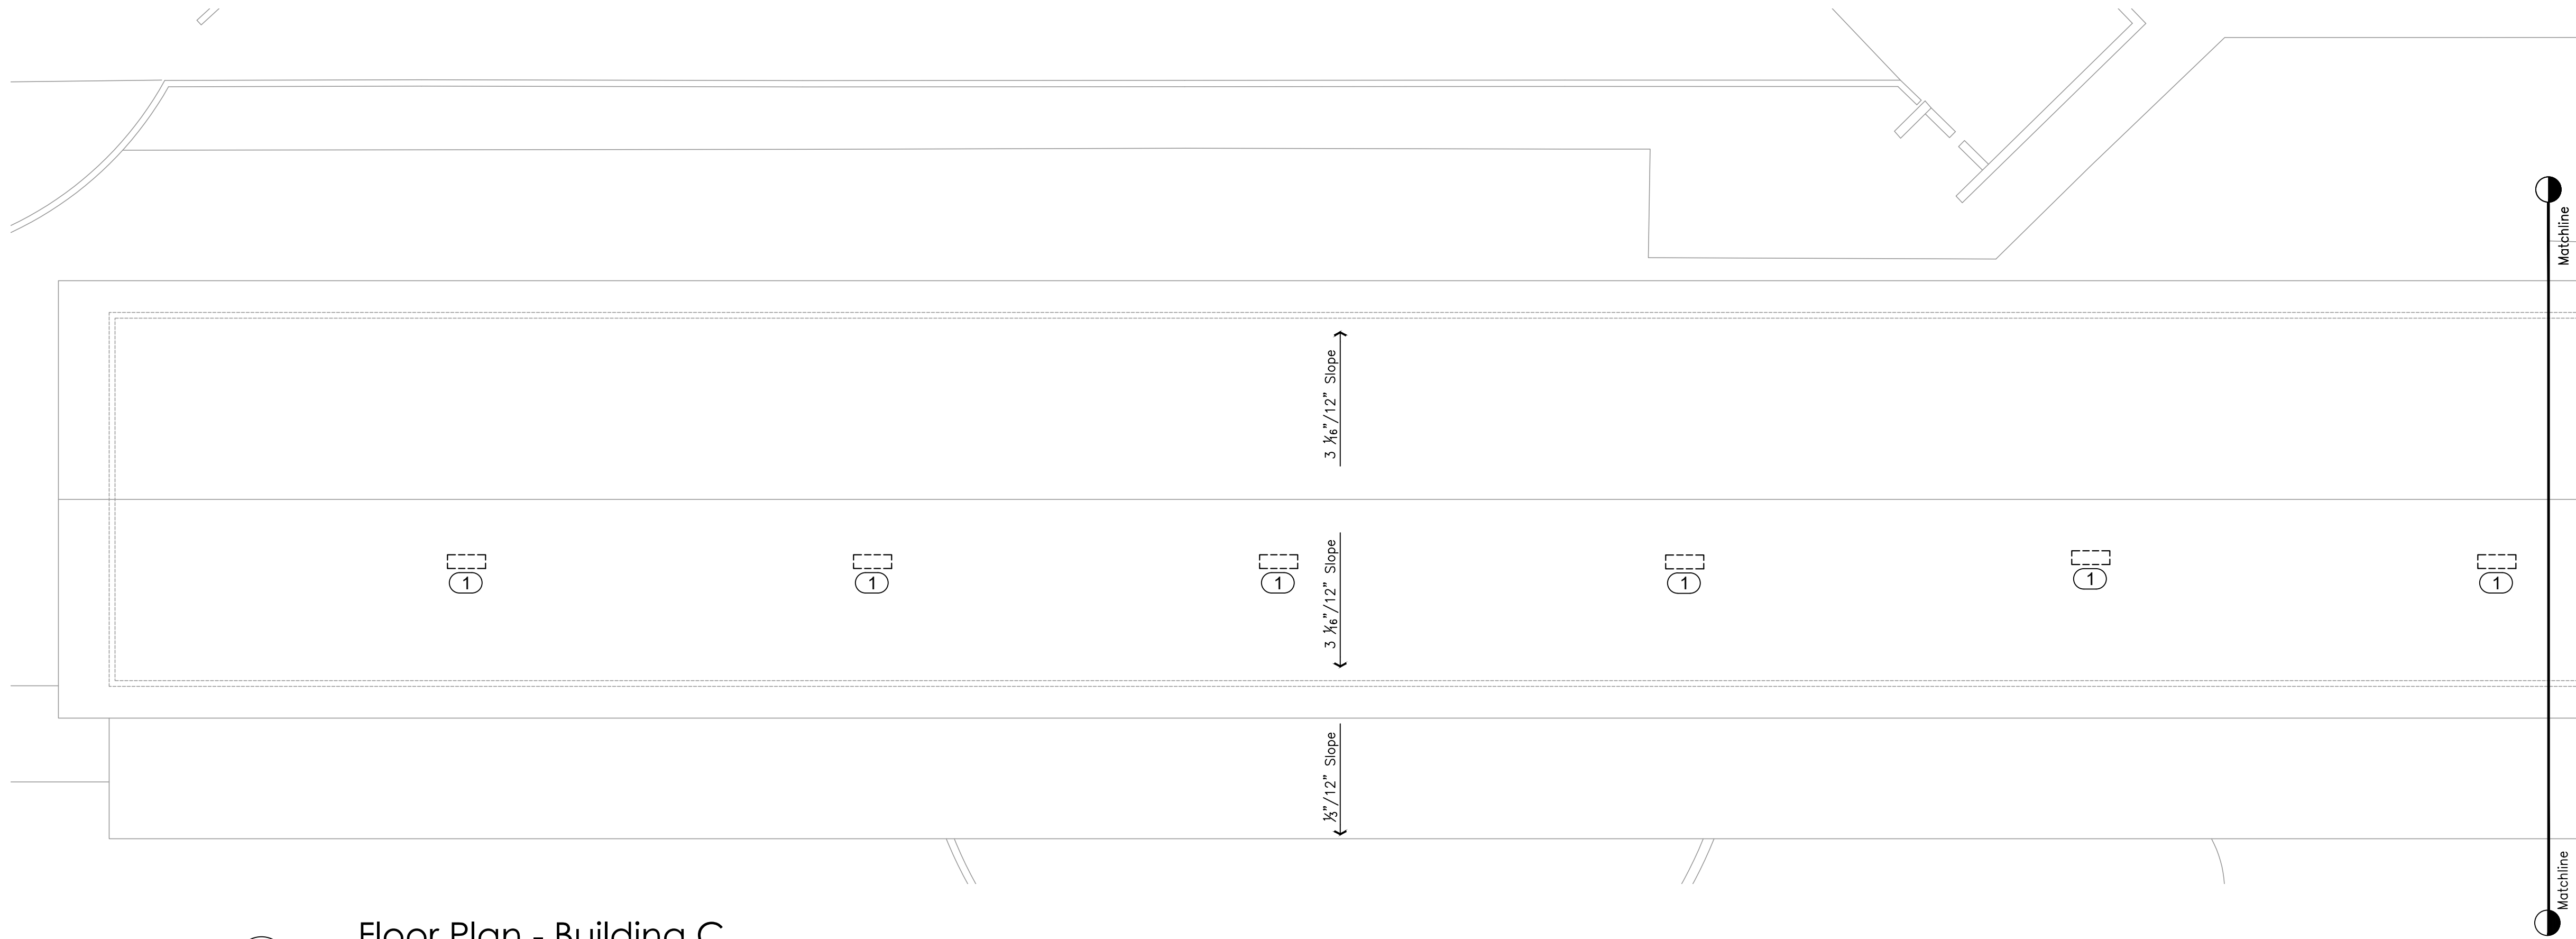 Matchline
3 1/16"/12" Slope
1
1
1
1
1
1
3 1/16"/12" Slope
1/3"/12" Slope
Matchline
Floor Plan - Building C